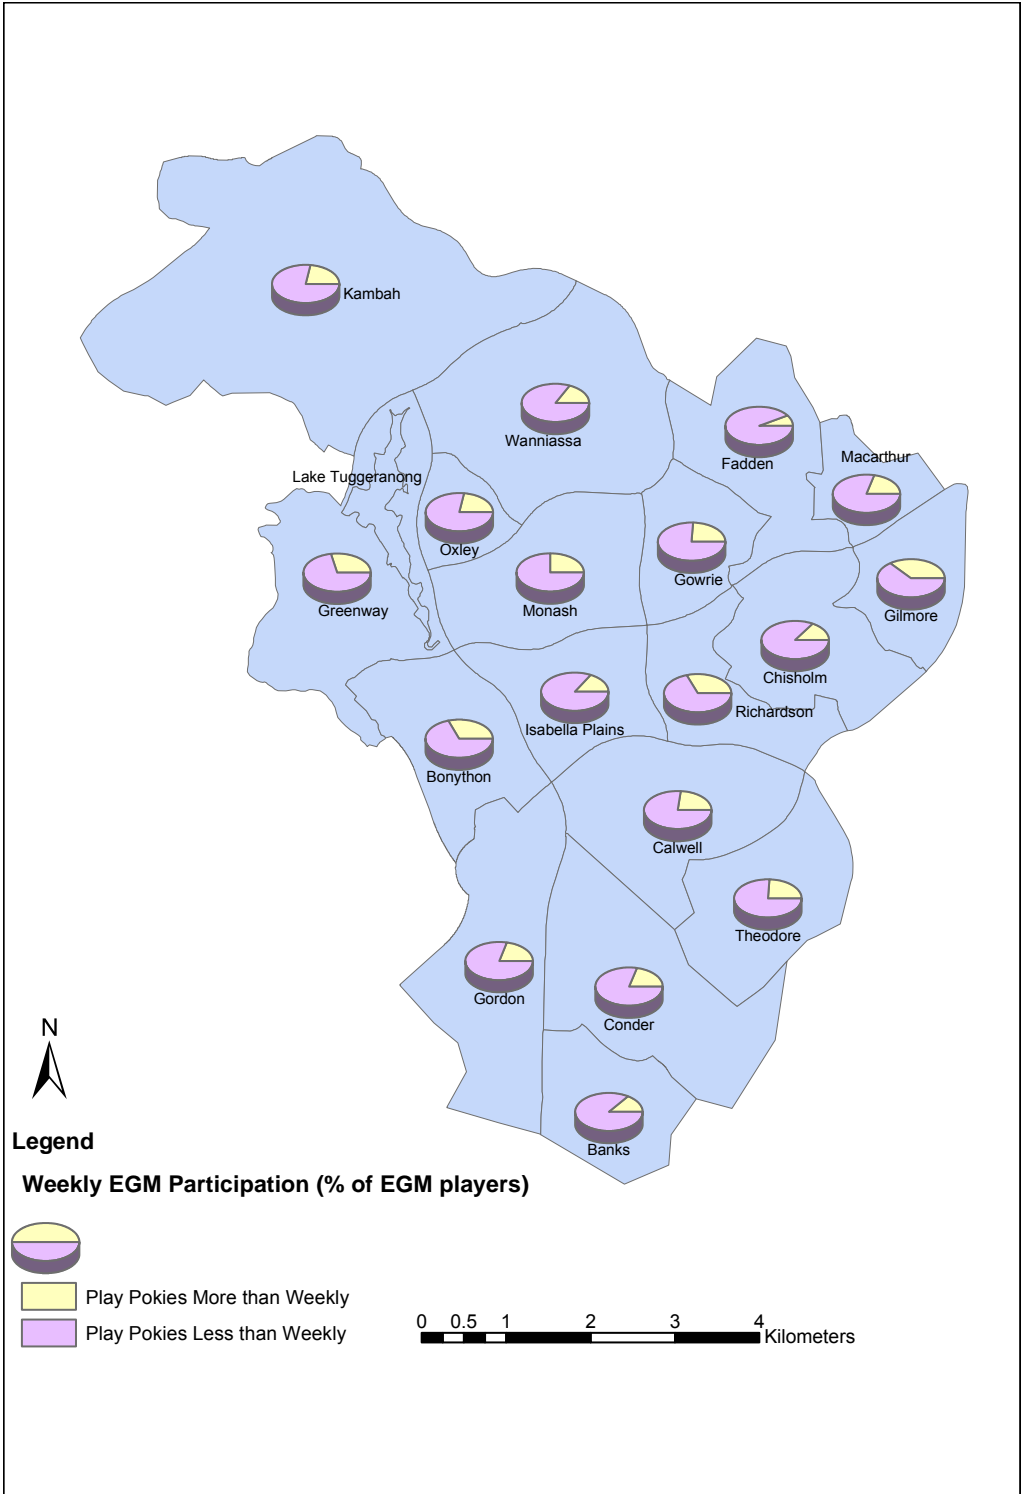 Kambah
Wanniassa
Fadden
Macarthur
Lake Tuggeranong
Oxley
Gowrie
Greenway
Monash
Gilmore
Chisholm
Richardson
Isabella Plains
Bonython
Calwell
Theodore
Gordon
Conder
N
Banks
Legend
Weekly EGM Participation (% of EGM players)
Play Pokies More than Weekly
Play Pokies Less than Weekly
0 0.5 1 2 3 4
Kilometers